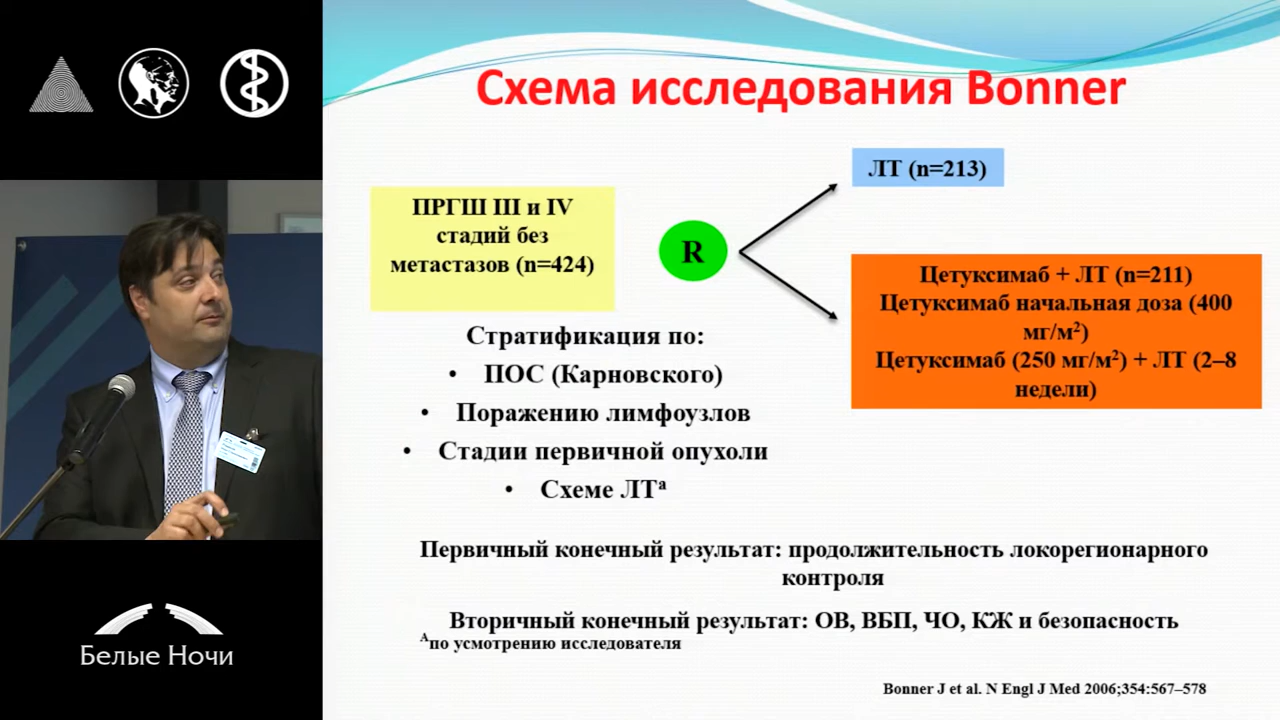 Схема исследования Bonner
ЛТ (n=213)
ПРГШ III и IV
стадий без
метастазов (n=424)
R
Цетуксимаб + ЛТ (n=211)
Цетуксимаб начальная доза (400
мг/м²)
Цетуксимаб (250 мг/м²) + ЛТ (2–8
недели)
Стратификация по:
• ПОС (Карновского)
• Поражению лимфоузлов
• Стадии первичной опухоли
• Схеме ЛТᵃ
Первичный конечный результат: продолжительность локорегионарного
контроля
Вторичный конечный результат: ОВ, ВБП, ЧО, КЖ и безопасность
ᴬпо усмотрению исследователя
Bonner J et al. N Engl J Med 2006;354:567–578
Белые Ночи